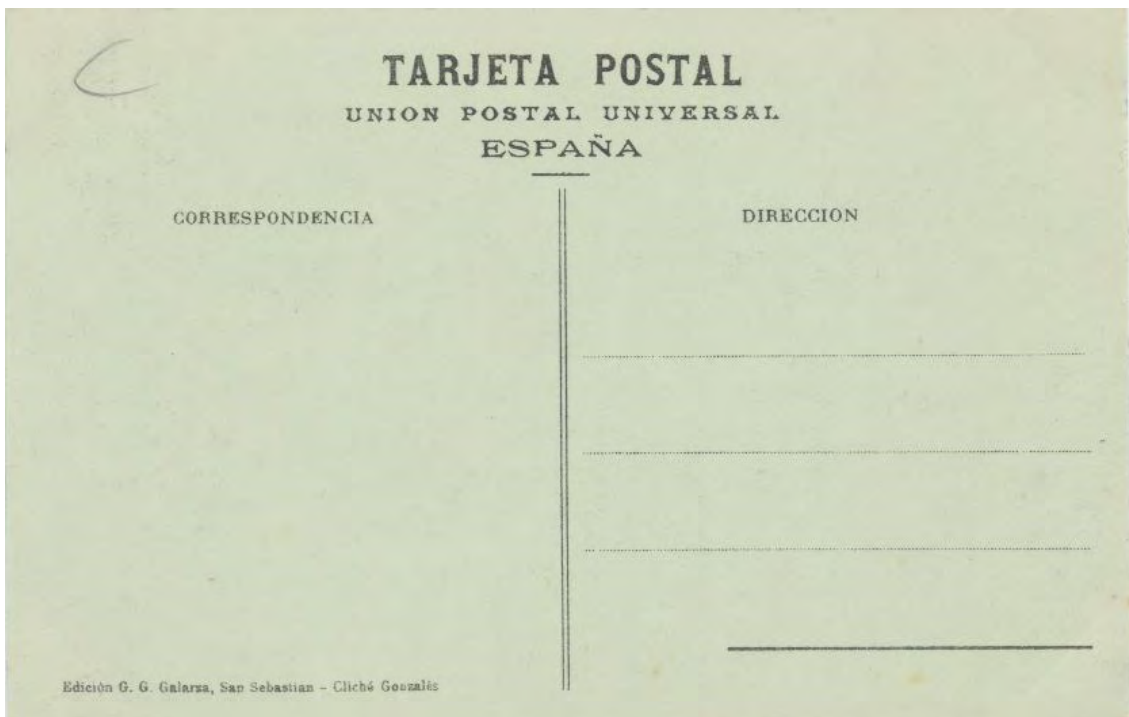 TARJETA POSTAL
UNION POSTAL UNIVERSAL
ESPAÑA
CORRESPONDENCIA
DIRECCION
Edición G. G. Galarza, San Sebastian - Cliché Gonzalès